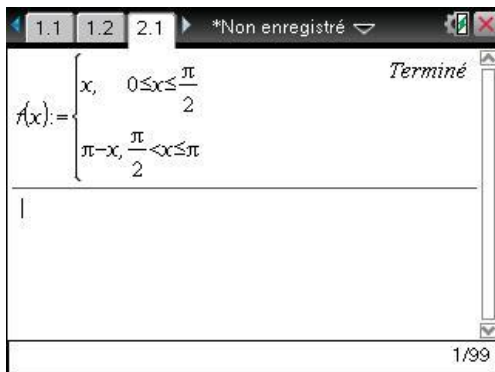 1.1 1.2 2.1 *Non enregistré
f(x):={x, 0≤x≤π/2 Terminé
π−x, π/2<x≤π
1/99